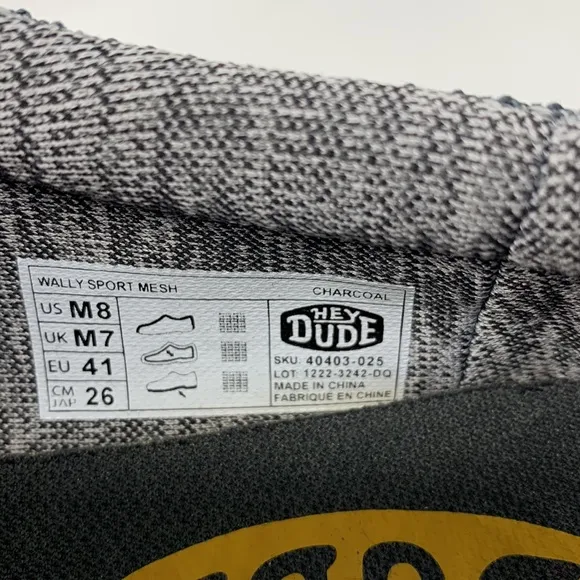 WALLY SPORT MESH
CHARCOAL
US M8
UK M7
EU 41
CM JAP 26
HEY DUDE
SKU: 40403-025
LOT: 1222-3242-DQ
MADE IN CHINA
FABRIQUE EN CHINE